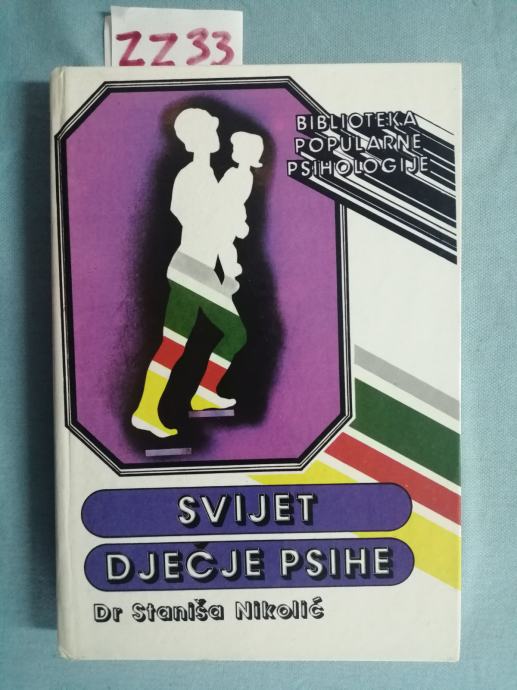 ZZ33
BIBLIOTEKA
POPULARNE
PSIHOLOGIJE
SVIJET
DJEČJE PSIHE
Dr Staniša Nikolić